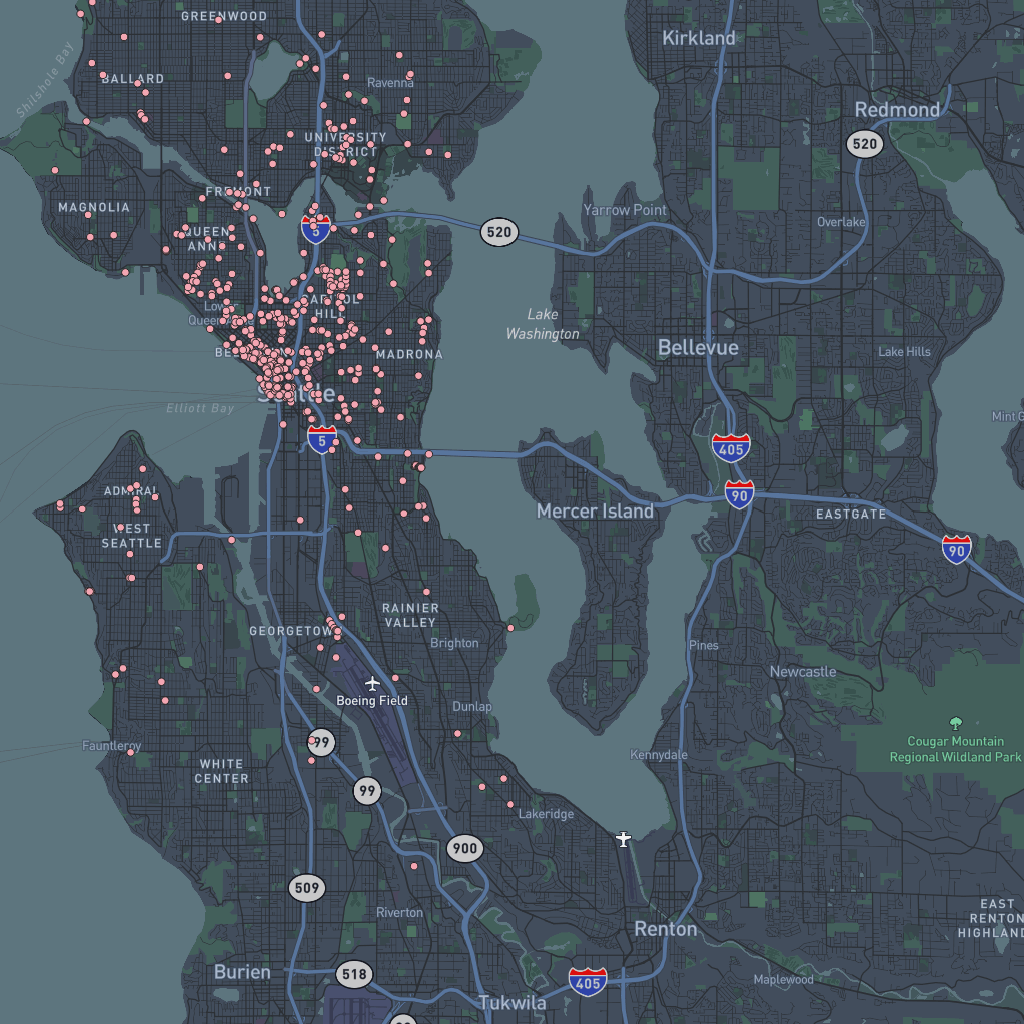 GREENWOOD
Kirkland
Shilshole Bay
BALLARD
Ravenna
Redmond
UNIVERSITY
DISTRICT
520
FREMONT
MAGNOLIA
Yarrow Point
QUEEN
ANNE
5
520
Overlake
CAPITOL
HILL
Lake
Washington
Lower
Queen
MADRONA
Bellevue
Lake Hills
Seattle
Elliott Bay
Mint
5
405
ADMIRAL
90
Mercer Island
EASTGATE
WEST
SEATTLE
90
RAINIER
VALLEY
GEORGETOWN
Brighton
Pines
Newcastle
Boeing Field
Dunlap
Cougar Mountain
Regional Wildland Park
Fauntleroy
99
Kennydale
WHITE
CENTER
99
Lakeridge
900
509
Riverton
EAST
RENTON
HIGHLAND
Renton
Burien
518
405
Maplewood
Tukwila